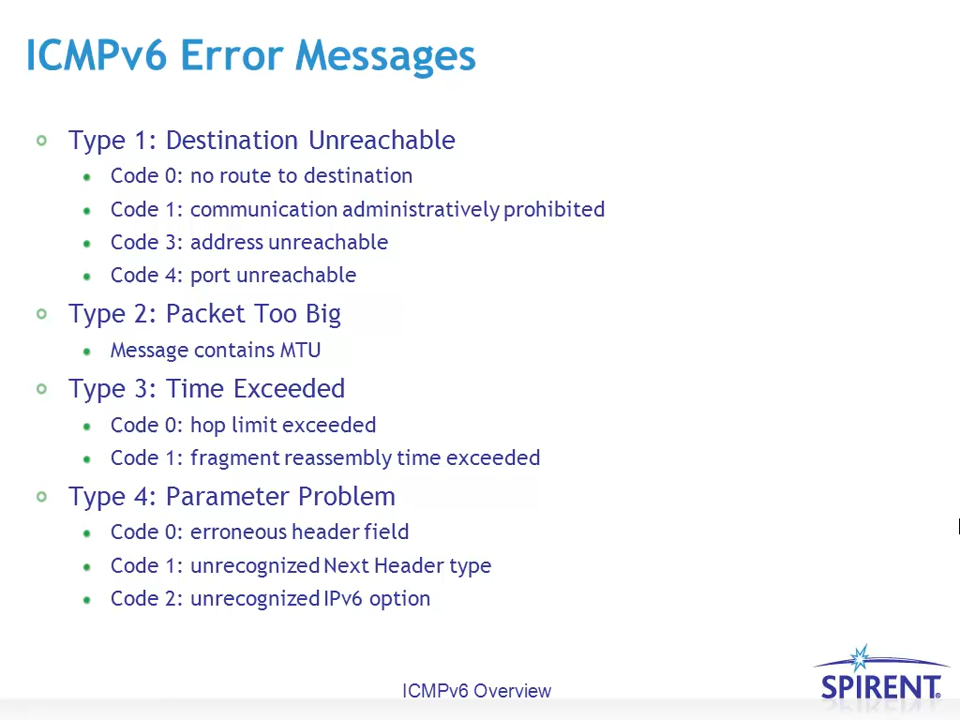 ICMPv6 Error Messages
Type 1: Destination Unreachable
Code 0: no route to destination
Code 1: communication administratively prohibited
Code 3: address unreachable
Code 4: port unreachable
Type 2: Packet Too Big
Message contains MTU
Type 3: Time Exceeded
Code 0: hop limit exceeded
Code 1: fragment reassembly time exceeded
Type 4: Parameter Problem
Code 0: erroneous header field
Code 1: unrecognized Next Header type
Code 2: unrecognized IPv6 option
ICMPv6 Overview
SPIRENT®